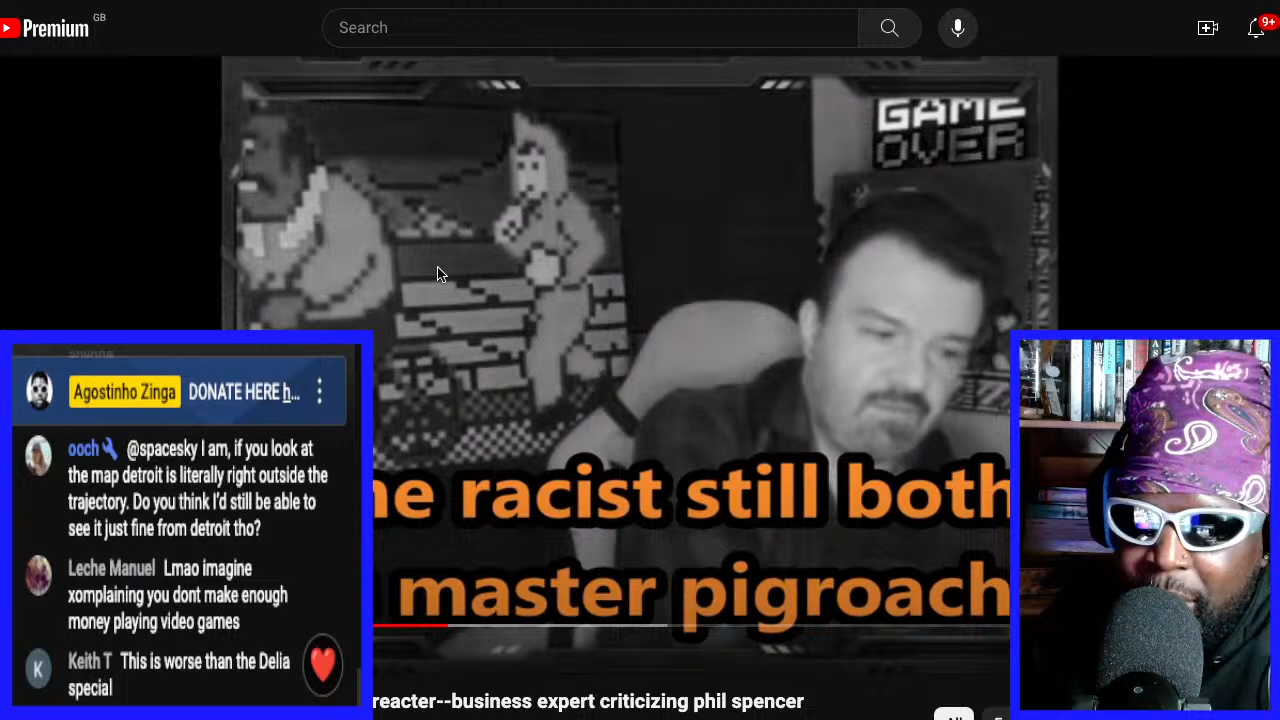 Premium GB
Search
9+
GAME
OVER
Agostinho Zinga DONATE HERE h...
ooch @spacesky I am, if you look at
the map detroit is literally right outside the
trajectory. Do you think I'd still be able to
see it just fine from detroit tho?
Leche Manuel Lmao imagine
xomplaining you dont make enough
money playing video games
K Keith T This is worse than the Delia
special
racist still both
master pigroach
reacter--business expert criticizing phil spencer
All